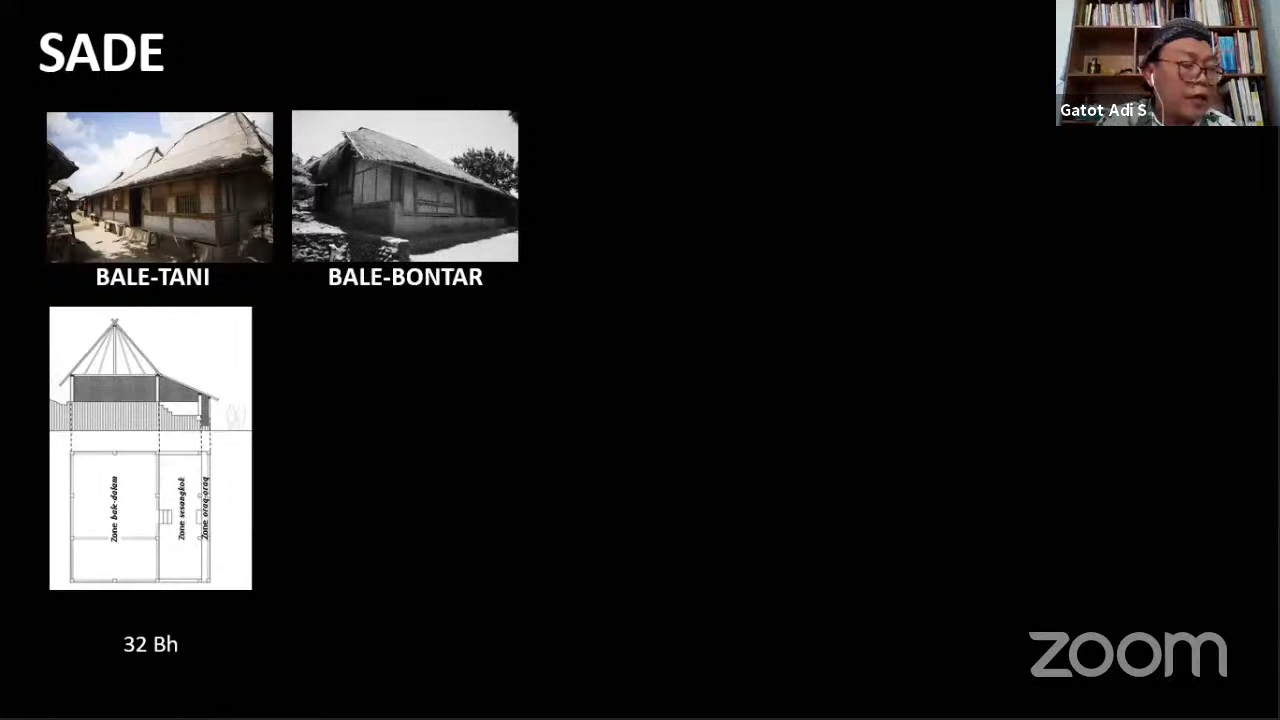 SADE
Gatot Adi S
BALE-TANI
BALE-BONTAR
Zone bale-dalam
Zone sesangkok
Zone oraq-oraq
32 Bh
zoom